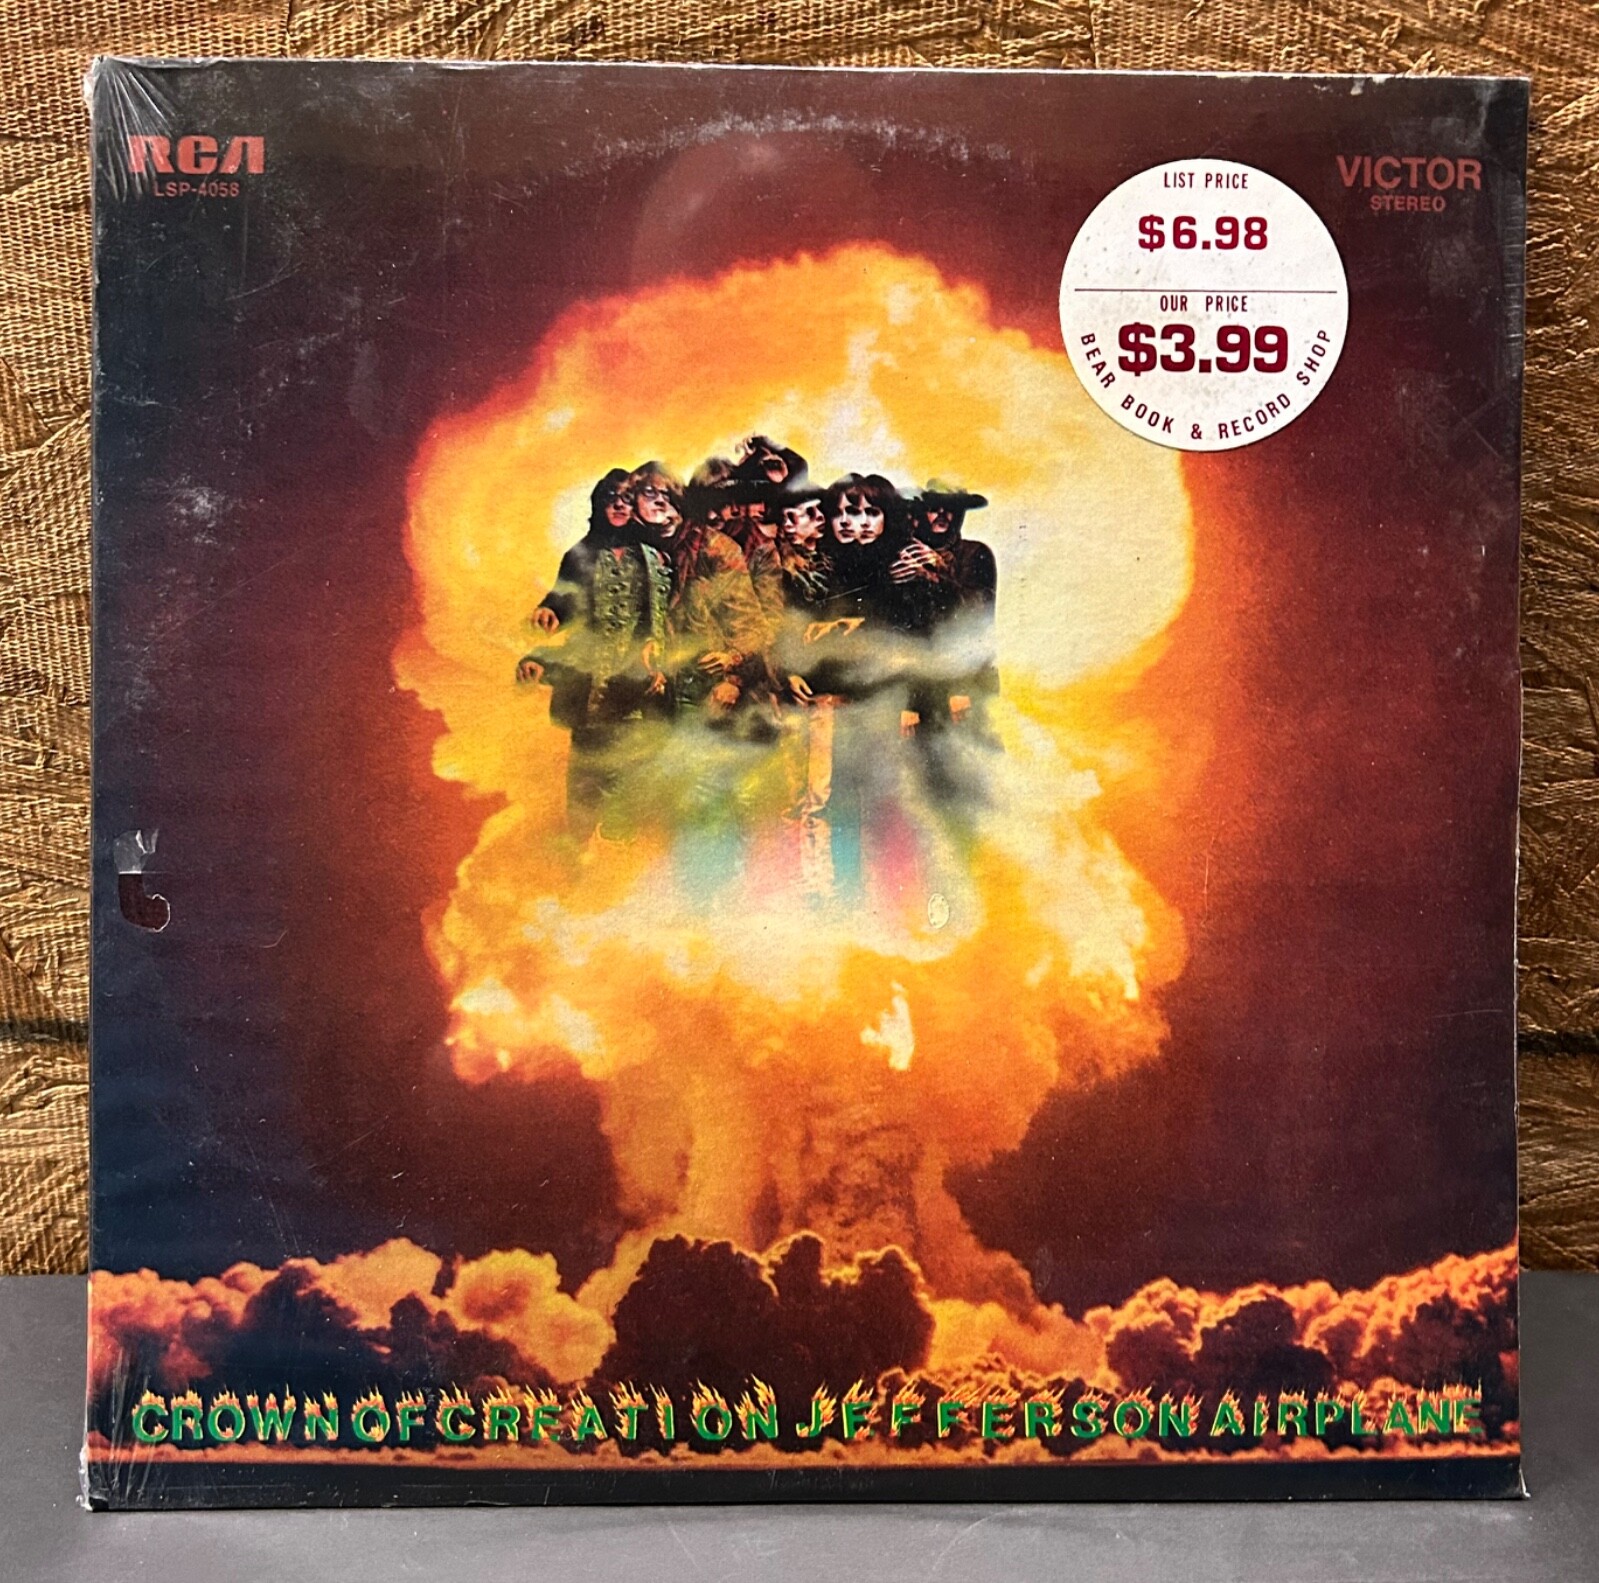 RCA
LSP-4058
VICTOR
STEREO
LIST PRICE
$6.98
OUR PRICE
$3.99
BEAR BOOK & RECORD SHOP
CROWN OF CREATION JEFFERSON AIRPLANE